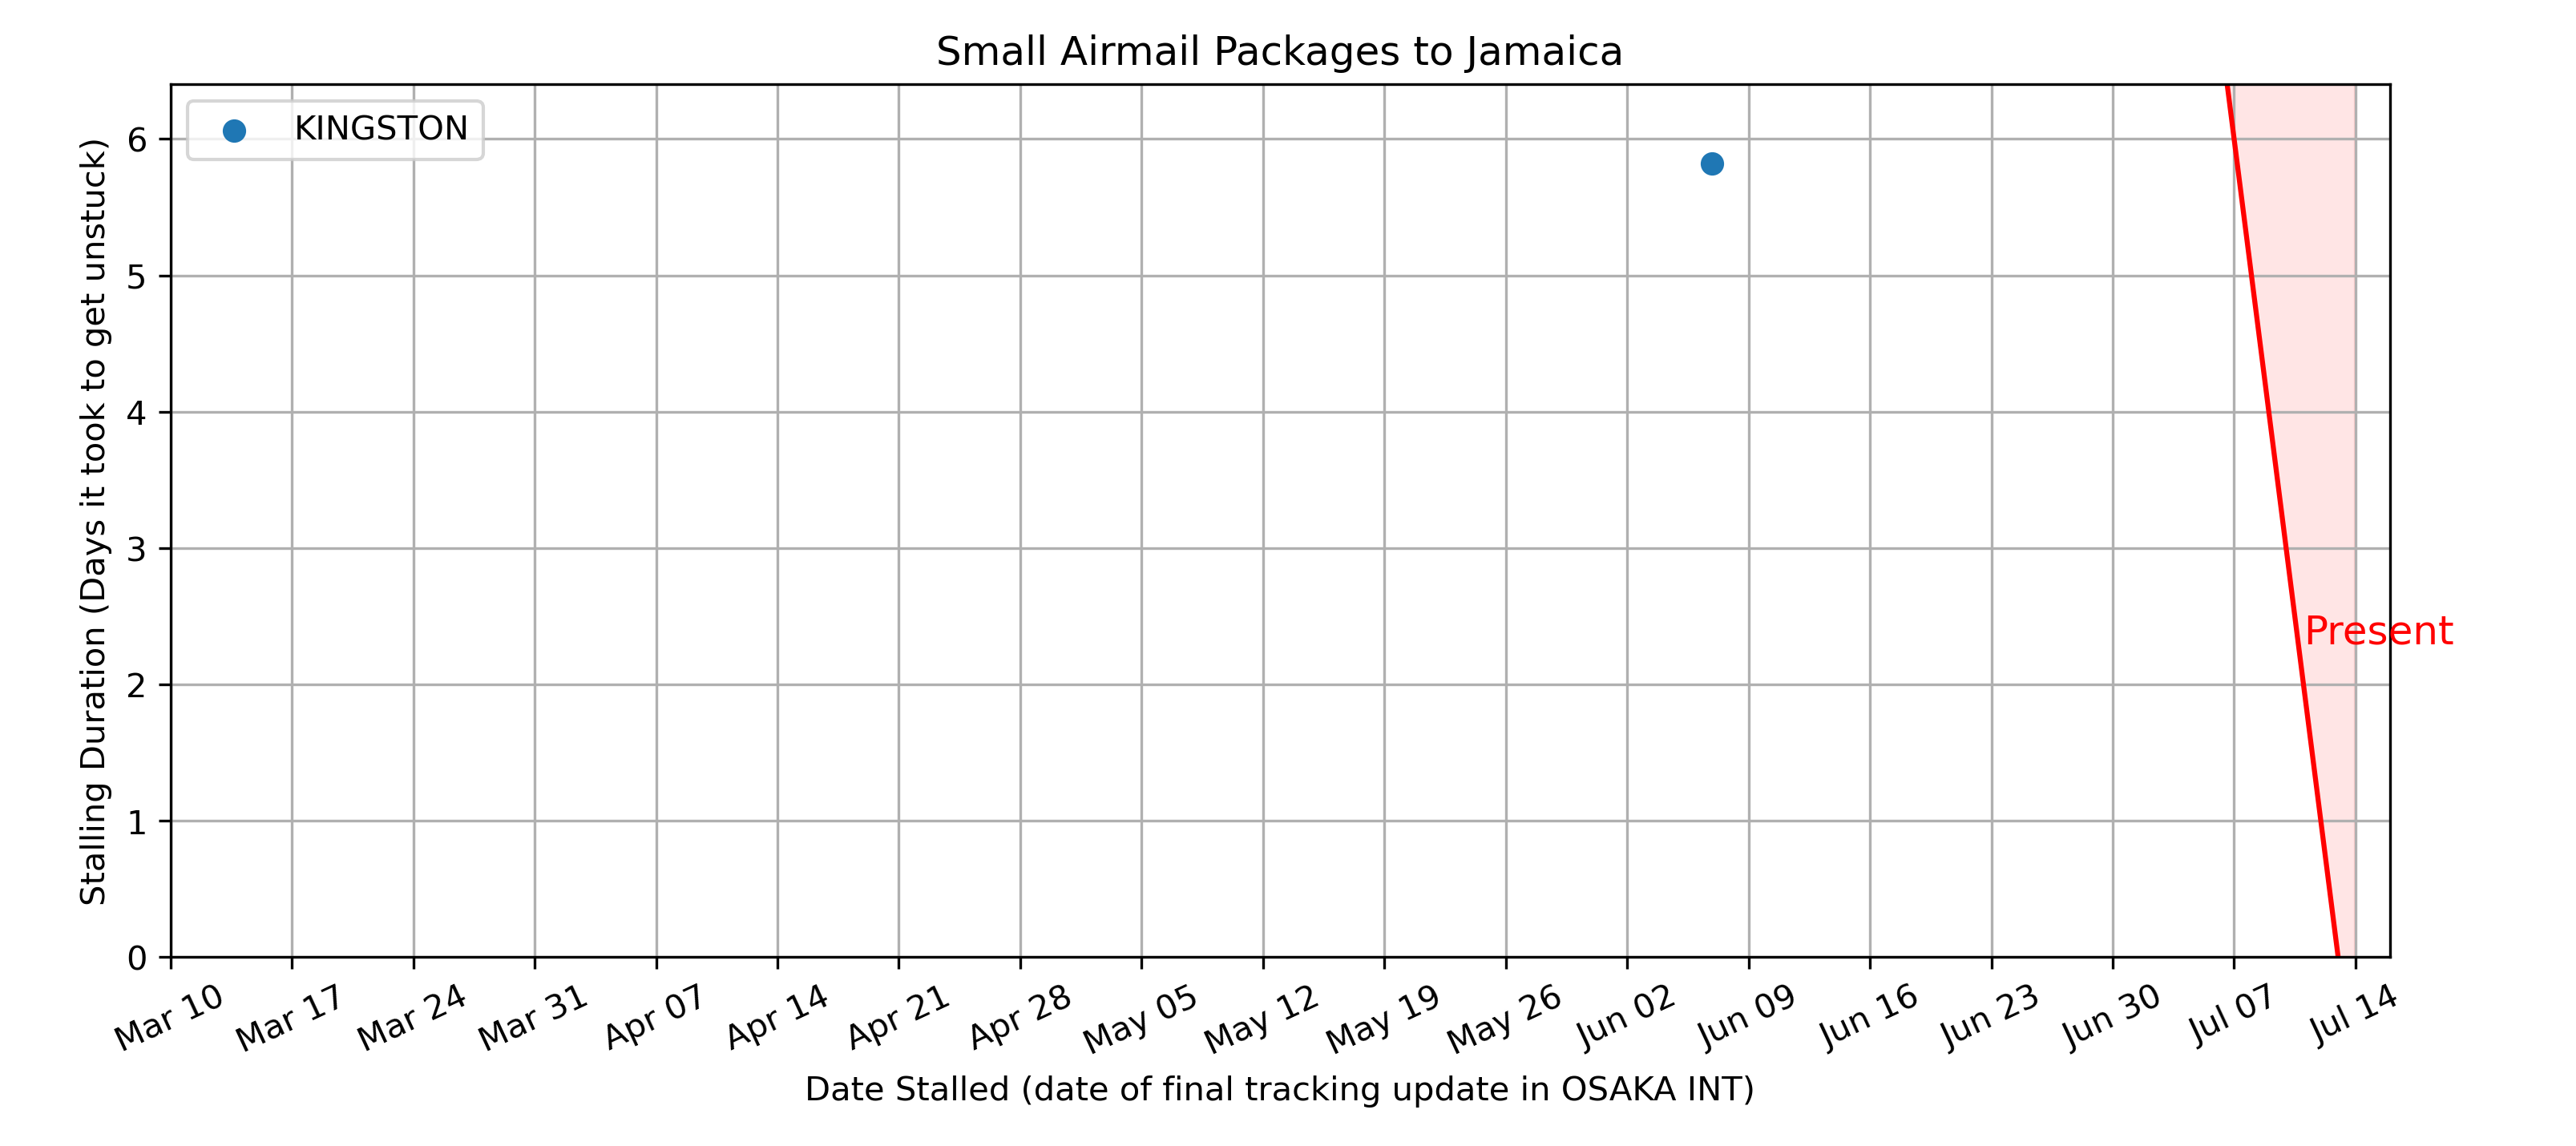 Small Airmail Packages to Jamaica
KINGSTON
Stalling Duration (Days it took to get unstuck)
6
5
4
3
2
1
0
Present
Mar 10
Mar 17
Mar 24
Mar 31
Apr 07
Apr 14
Apr 21
Apr 28
May 05
May 12
May 19
May 26
Jun 02
Jun 09
Jun 16
Jun 23
Jun 30
Jul 07
Jul 14
Date Stalled (date of final tracking update in OSAKA INT)